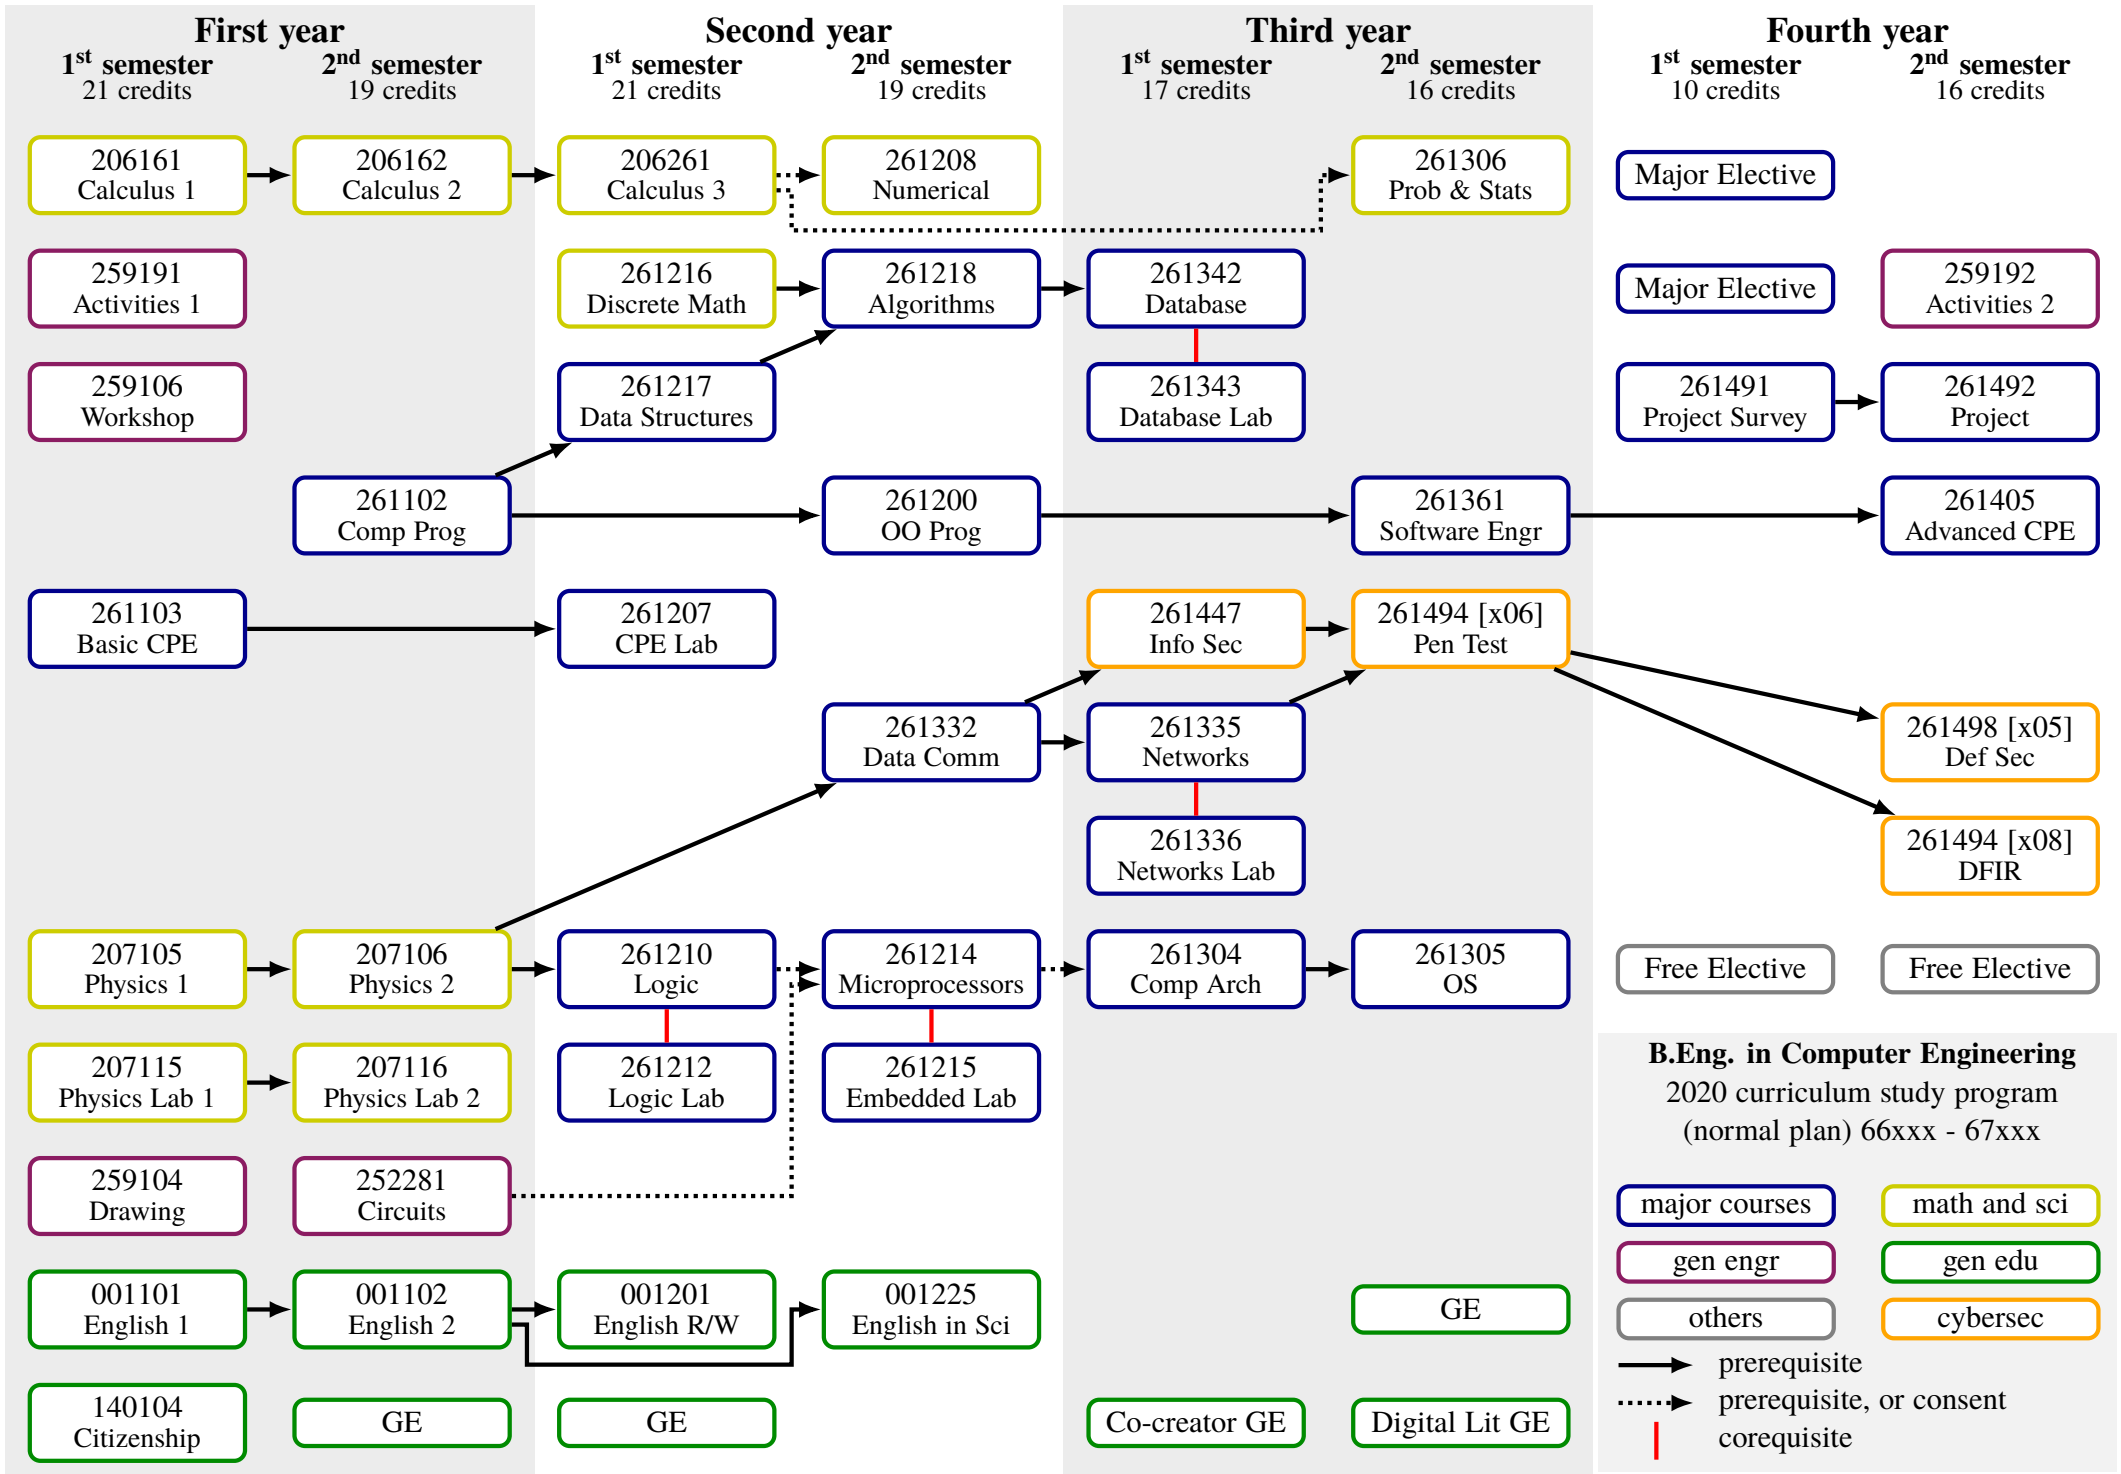 First year
Second year
Third year
Fourth year
1st semester
2nd semester
1st semester
2nd semester
1st semester
2nd semester
1st semester
2nd semester
21 credits
19 credits
21 credits
19 credits
17 credits
16 credits
10 credits
16 credits
206161
Calculus 1
206162
Calculus 2
206261
Calculus 3
261208
Numerical
261306
Prob & Stats
Major Elective
259191
Activities 1
261216
Discrete Math
261218
Algorithms
261342
Database
Major Elective
259192
Activities 2
259106
Workshop
261217
Data Structures
261343
Database Lab
261491
Project Survey
261492
Project
261102
Comp Prog
261200
OO Prog
261361
Software Engr
261405
Advanced CPE
261103
Basic CPE
261207
CPE Lab
261447
Info Sec
261494 [x06]
Pen Test
261332
Data Comm
261335
Networks
261498 [x05]
Def Sec
261336
Networks Lab
261494 [x08]
DFIR
207105
Physics 1
207106
Physics 2
261210
Logic
261214
Microprocessors
261304
Comp Arch
261305
OS
Free Elective
Free Elective
207115
Physics Lab 1
207116
Physics Lab 2
261212
Logic Lab
261215
Embedded Lab
259104
Drawing
252281
Circuits
001101
English 1
001102
English 2
001201
English R/W
001225
English in Sci
GE
140104
Citizenship
GE
GE
Co-creator GE
Digital Lit GE
B.Eng. in Computer Engineering
2020 curriculum study program
(normal plan) 66xxx - 67xxx
major courses
math and sci
gen engr
gen edu
others
cybersec
prerequisite
prerequisite, or consent
corequisite